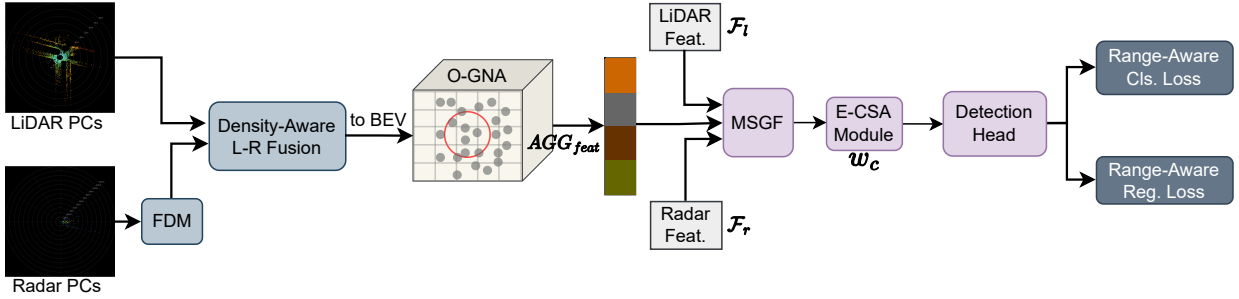 LiDAR PCs
Radar PCs
FDM
Density-Aware
L-R Fusion
to BEV
O-GNA
AGG_feat
LiDAR
Feat.
F_l
Radar
Feat.
F_r
MSGF
E-CSA
Module
w_c
Detection
Head
Range-Aware
Cls. Loss
Range-Aware
Reg. Loss